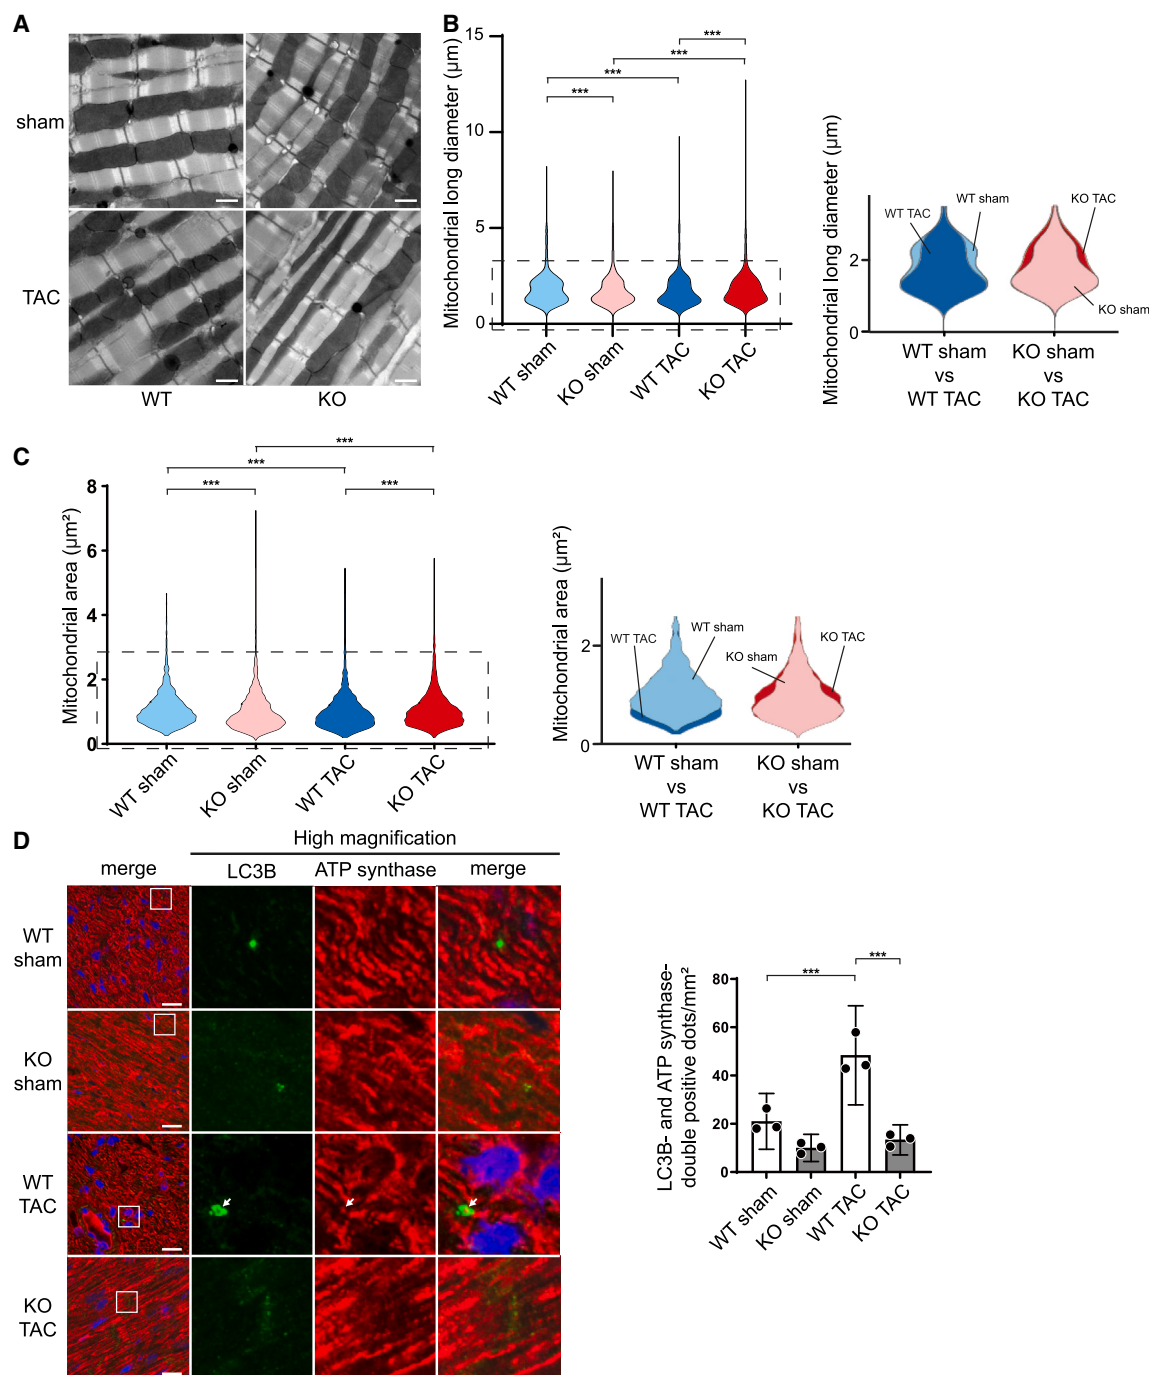 A
sham
TAC
WT
KO
B
Mitochondrial long diameter (µm)
15
10
5
0
***
***
***
***
WT sham
KO sham
WT TAC
KO TAC
Mitochondrial long diameter (µm)
2
0
WT TAC
WT sham
KO TAC
KO sham
WT sham
vs
WT TAC
KO sham
vs
KO TAC
C
Mitochondrial area (µm²)
8
6
4
2
0
***
***
***
***
WT sham
KO sham
WT TAC
KO TAC
Mitochondrial area (µm²)
2
0
WT TAC
WT sham
KO sham
KO TAC
WT sham
vs
WT TAC
KO sham
vs
KO TAC
D
High magnification
merge
LC3B
ATP synthase
merge
WT
sham
KO
sham
WT
TAC
KO
TAC
LC3B- and ATP synthase-
double positive dots/mm²
80
60
40
20
0
***
***
WT sham
KO sham
WT TAC
KO TAC